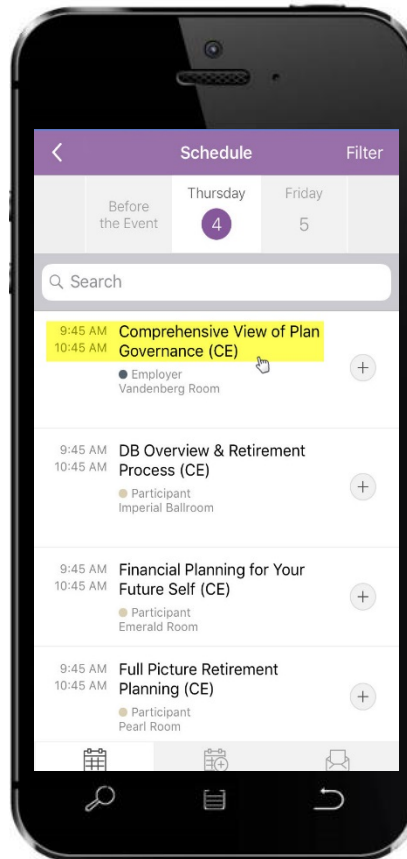 Schedule
Filter
Before
the Event
Thursday
4
Friday
5
Search
9:45 AM
10:45 AM
Comprehensive View of Plan
Governance (CE)
Employer
Vandenberg Room
9:45 AM
10:45 AM
DB Overview & Retirement
Process (CE)
Participant
Imperial Ballroom
9:45 AM
10:45 AM
Financial Planning for Your
Future Self (CE)
Participant
Emerald Room
9:45 AM
10:45 AM
Full Picture Retirement
Planning (CE)
Participant
Pearl Room